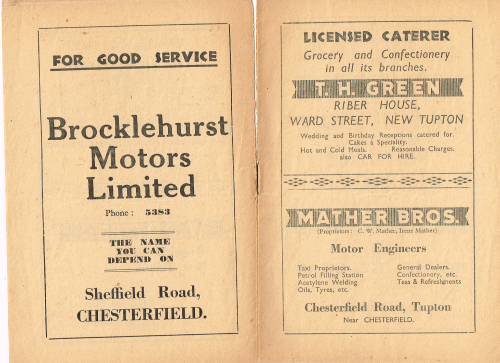 FOR GOOD SERVICE
Brocklehurst
Motors
Limited
Phone : 5383
THE NAME
YOU CAN
DEPEND ON
Sheffield Road,
CHESTERFIELD.
LICENSED CATERER
Grocery and Confectionery
in all its branches.
T. H. GREEN
RIBER HOUSE,
WARD STREET, NEW TUPTON
Wedding and Birthday Receptions catered for.
Cakes a Speciality.
Hot and Cold Meals. Reasonable Charges.
also CAR FOR HIRE.
MATHER BROS.
(Proprietors : C. W. Mather, Irene Mather)
Motor Engineers
Taxi Proprietors. General Dealers.
Petrol Filling Station Confectionery, etc.
Acetylene Welding Teas & Refreshments
Oils, Tyres, etc.
Chesterfield Road, Tupton
Near CHESTERFIELD.